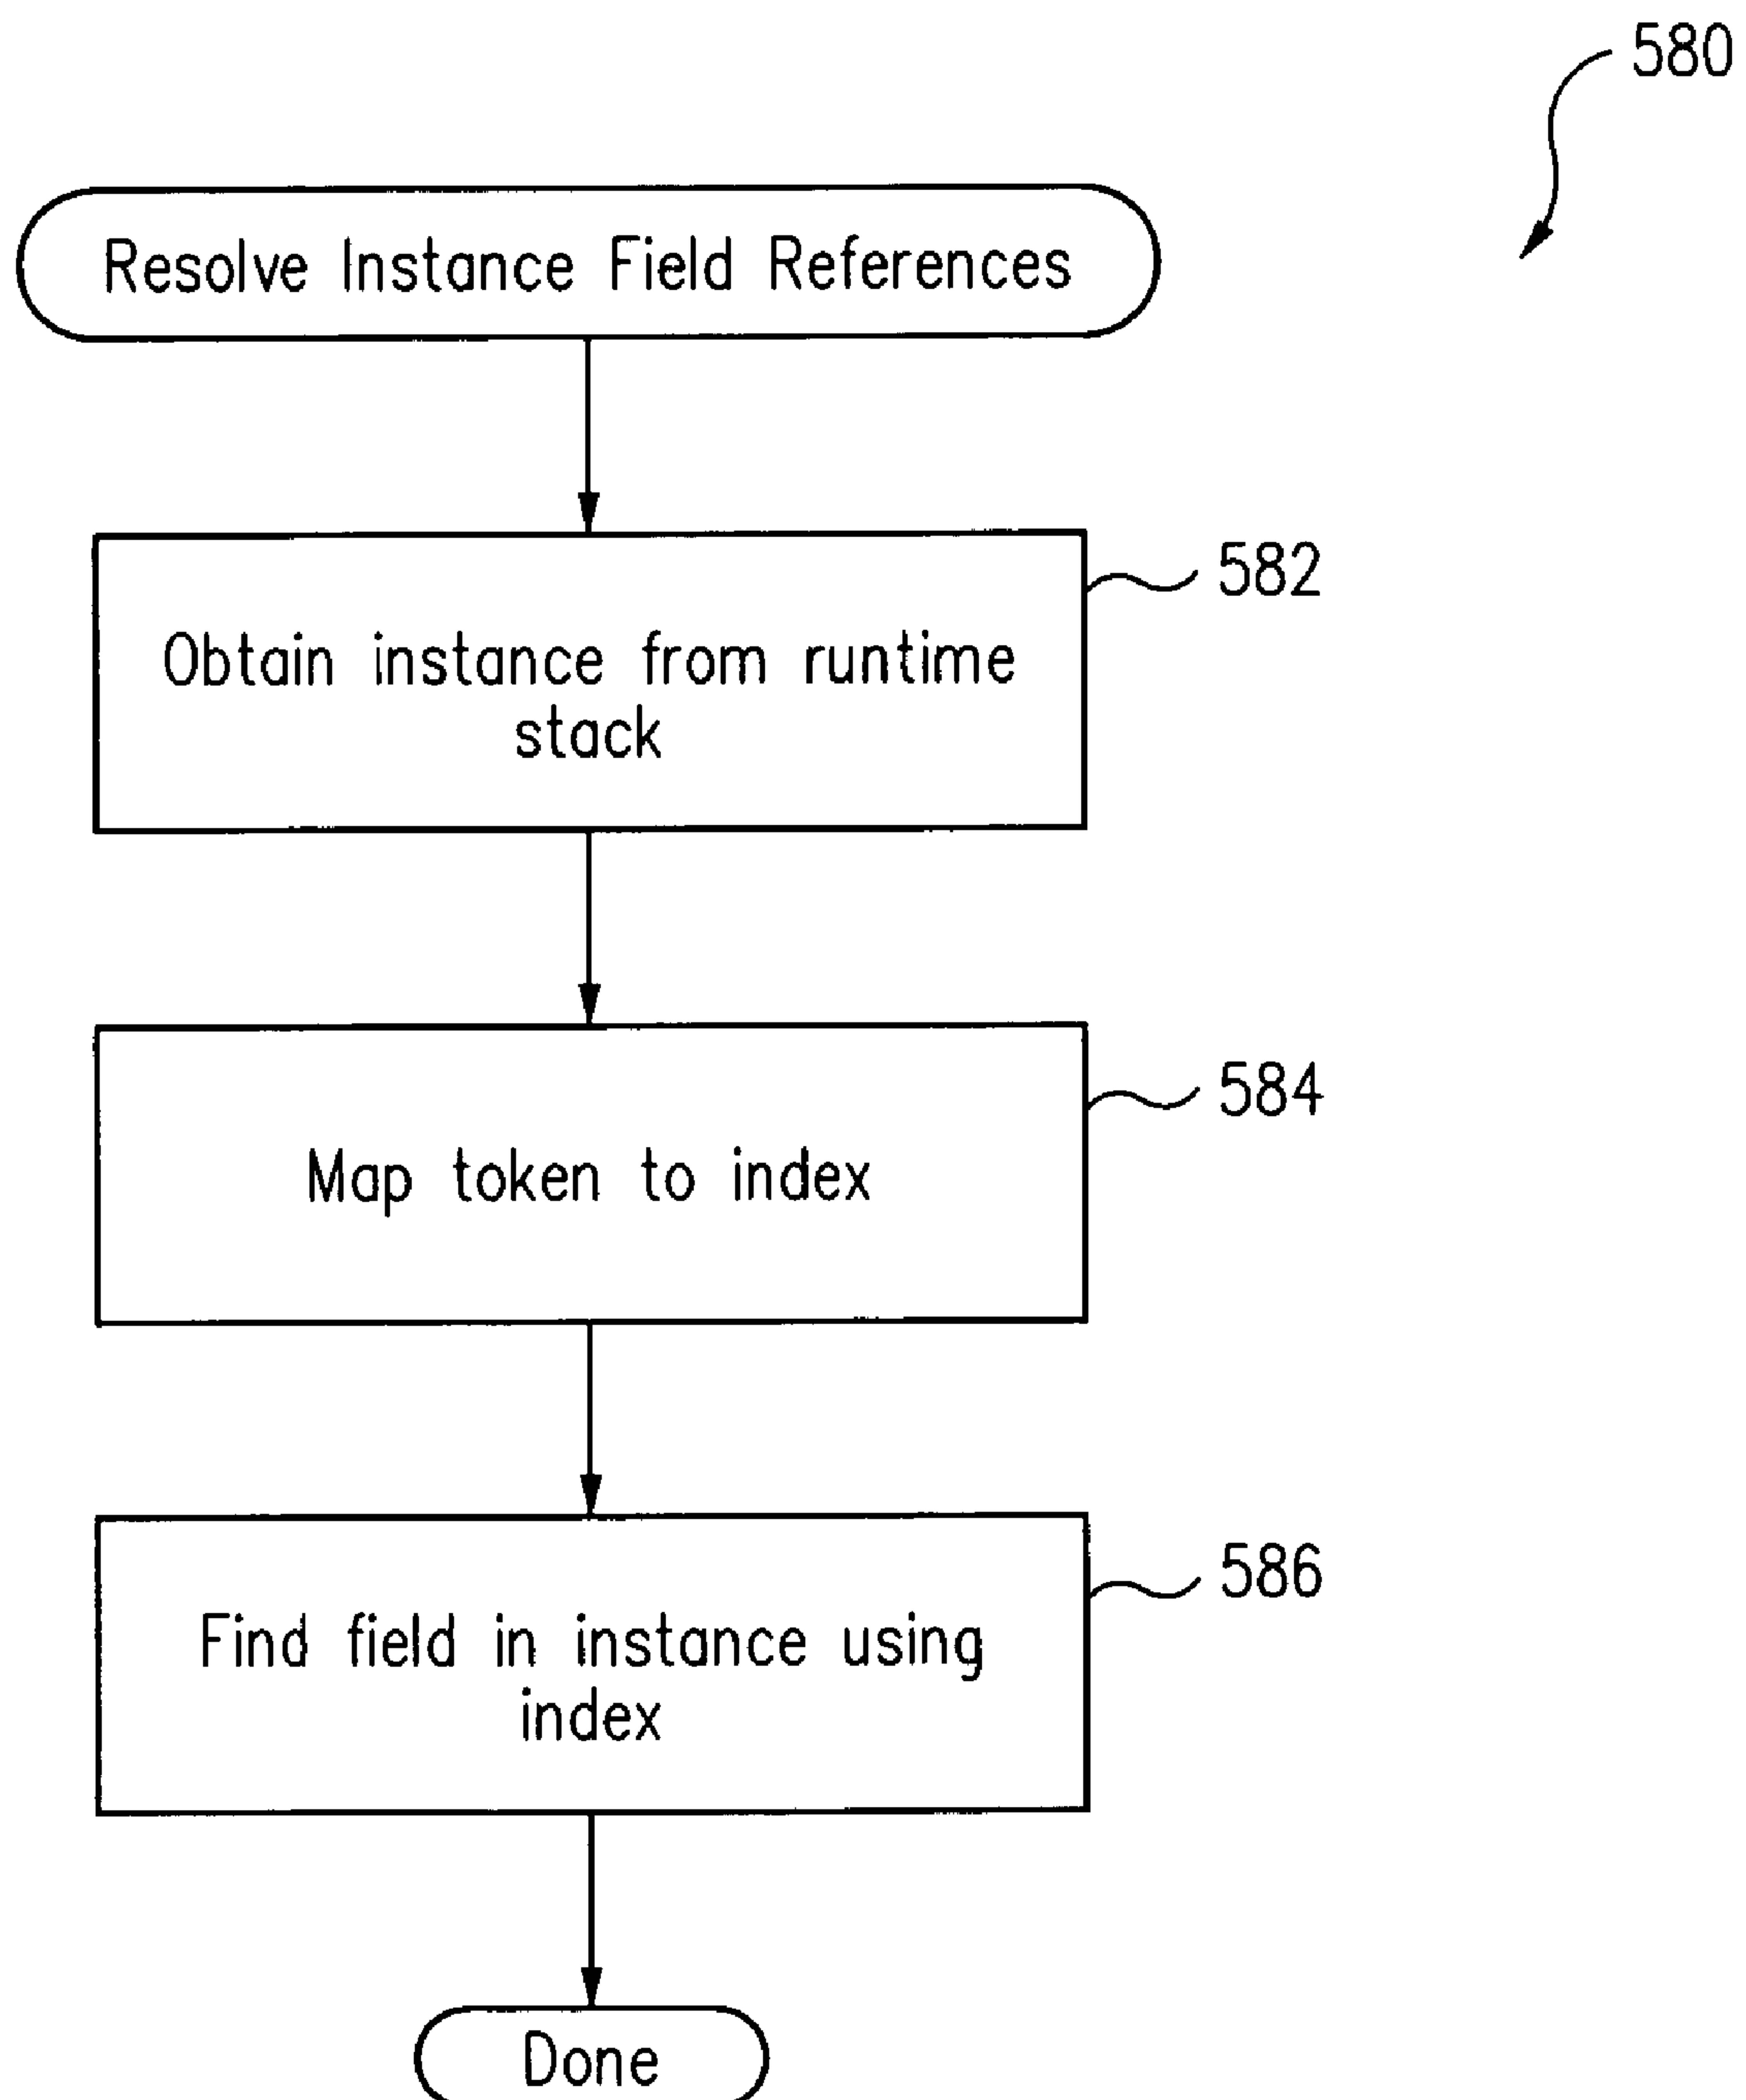 580
Resolve Instance Field References
582
Obtain instance from runtime
stack
584
Map token to index
586
Find field in instance using
index
Done